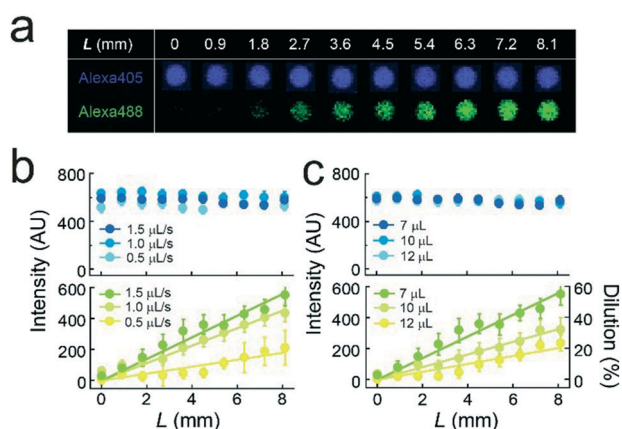 a
L (mm) 0 0.9 1.8 2.7 3.6 4.5 5.4 6.3 7.2 8.1
Alexa405
Alexa488
b
800
400
0
Intensity (AU)
1.5 μL/s
1.0 μL/s
0.5 μL/s
600
400
200
0
1.5 μL/s
1.0 μL/s
0.5 μL/s
0 2 4 6 8
L (mm)
c
800
400
0
Intensity (AU)
7 μL
10 μL
12 μL
600
400
200
0
7 μL
10 μL
12 μL
60
40
20
0
Dilution (%)
0 2 4 6 8
L (mm)